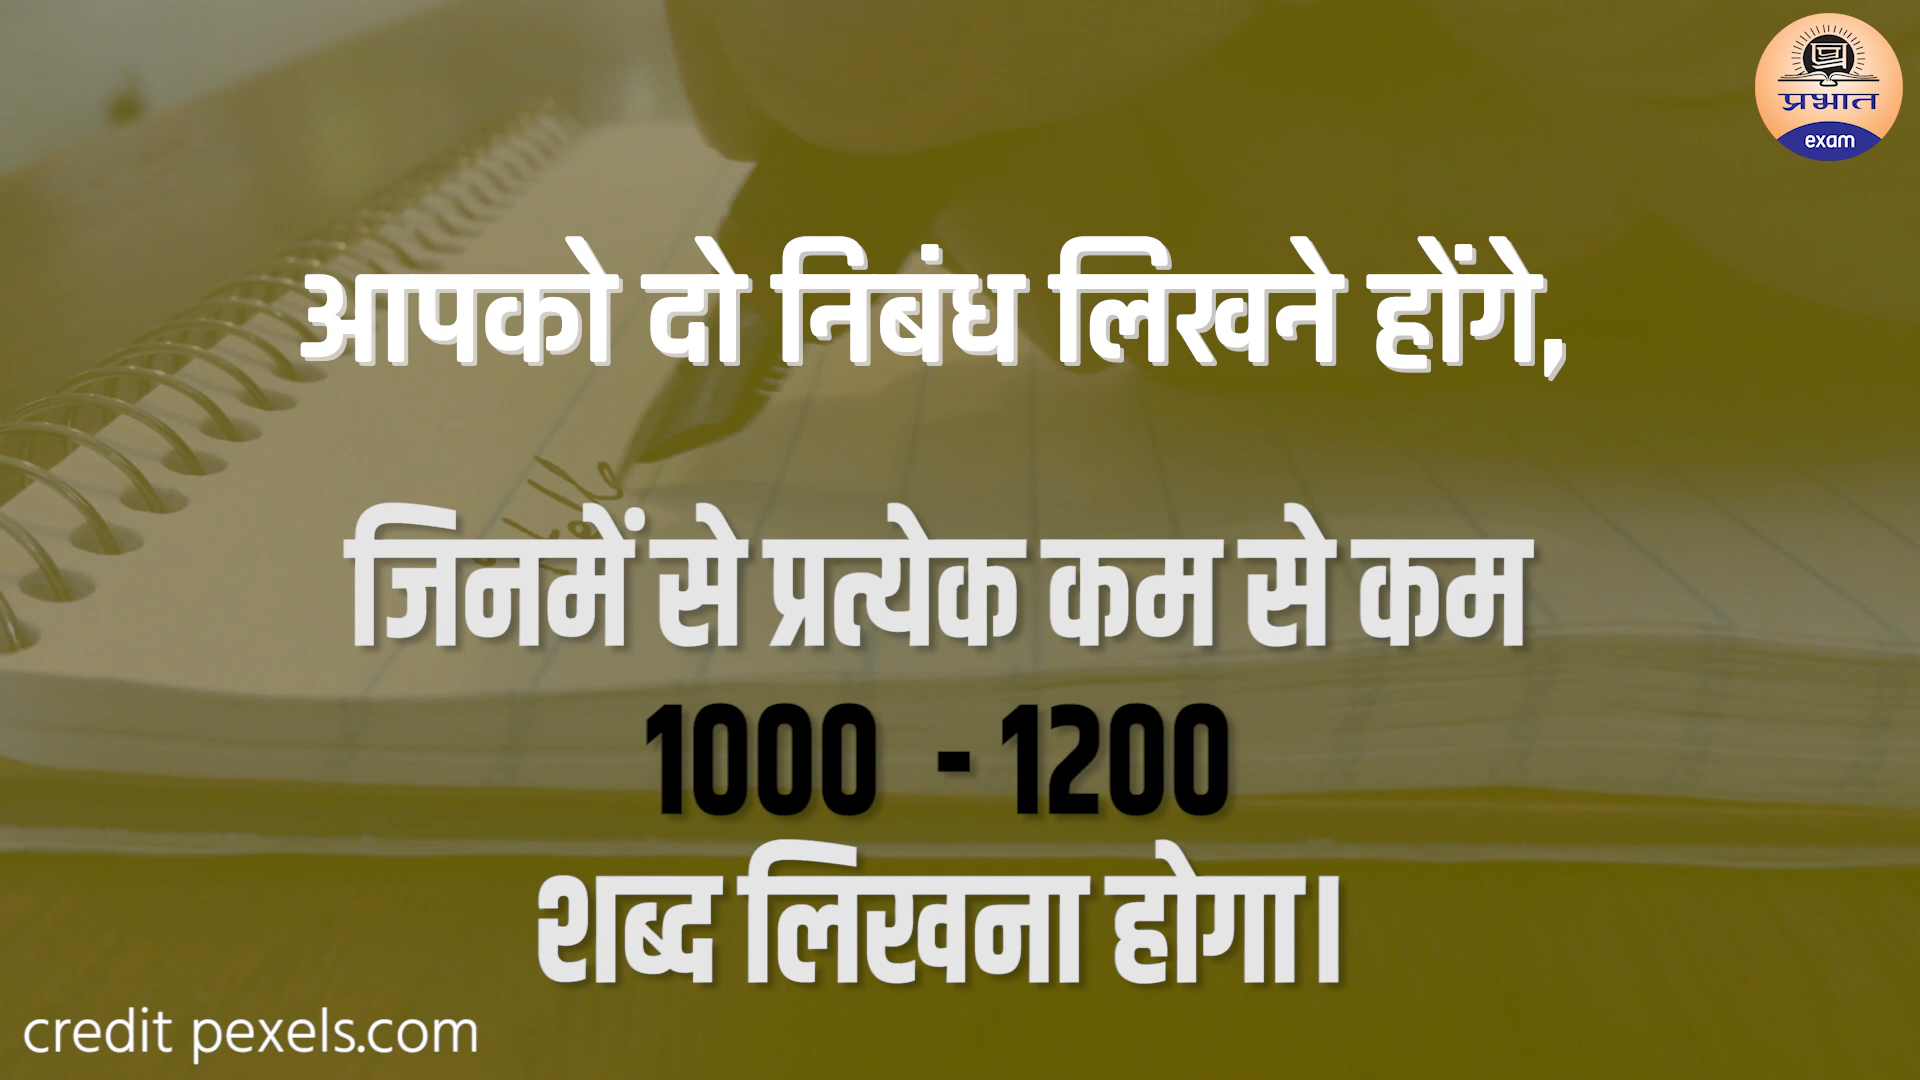 प्रभात
exam
आपको दो निबंध लिखने होंगे,
जिनमें से प्रत्येक कम से कम
1000 - 1200
शब्द लिखना होगा।
credit pexels.com